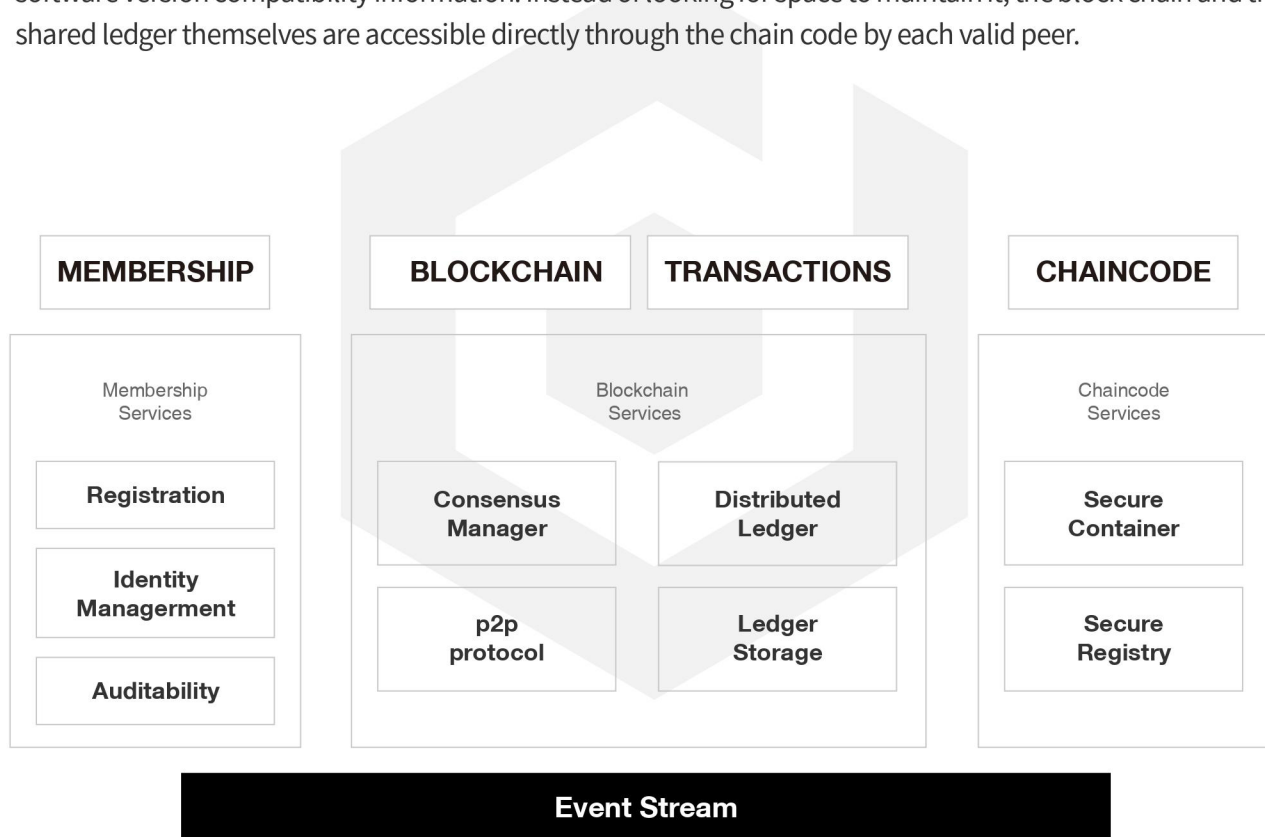 software version compatibility information. Instead of looking for space to maintain it, the block chain and
shared ledger themselves are accessible directly through the chain code by each valid peer.
MEMBERSHIP
BLOCKCHAIN
TRANSACTIONS
CHAINCODE
Membership
Services
Registration
Identity
Managerment
Auditability
Blockchain
Services
Consensus
Manager
Distributed
Ledger
p2p
protocol
Ledger
Storage
Chaincode
Services
Secure
Container
Secure
Registry
Event Stream